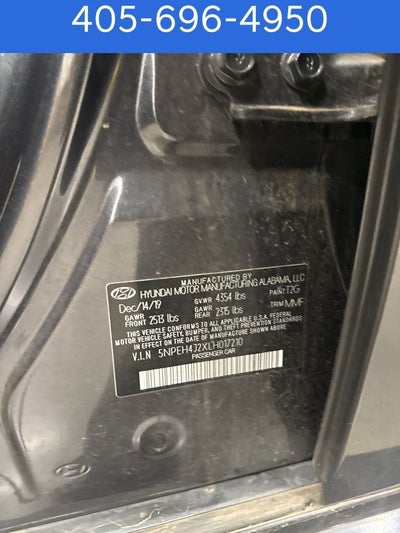 405-696-4950
MANUFACTURED BY
HYUNDAI MOTOR MANUFACTURING ALABAMA, LLC
Dec/14/19 GVWR 4354 lbs PAINT T2G
GAWR FRONT 2513 lbs GAWR REAR 2315 lbs TRIM MMF
THIS VEHICLE CONFORMS TO ALL APPLICABLE U.S.A. FEDERAL
MOTOR VEHICLE SAFETY, BUMPER, AND THEFT PREVENTION STANDARDS
IN EFFECT ON THE DATE OF MANUFACTURE SHOWN ABOVE.
V.I.N 5NPEH4J2XLH017210
PASSENGER CAR